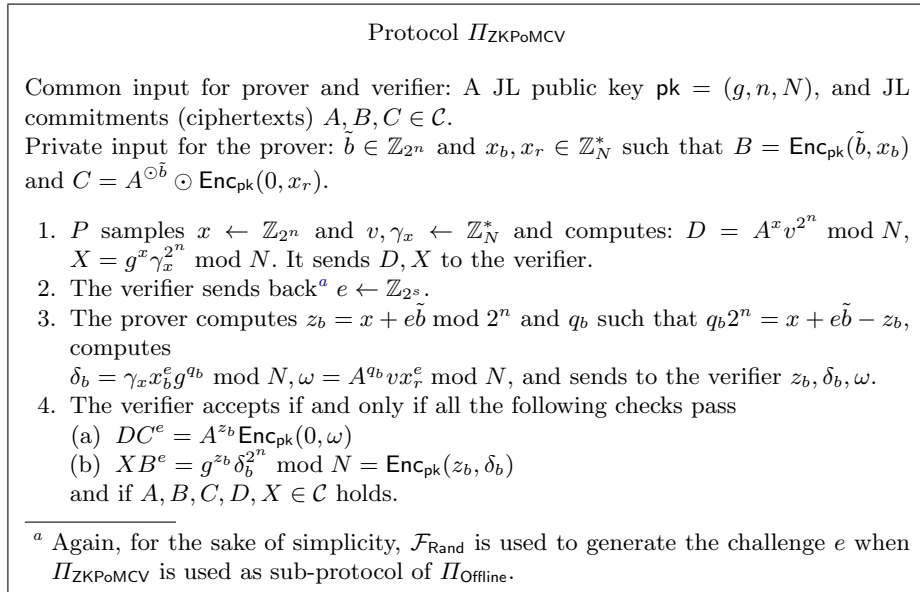 Protocol Π_ZKPoMCV
Common input for prover and verifier: A JL public key pk = (g, n, N), and JL
commitments (ciphertexts) A, B, C ∈ 𝒞.
Private input for the prover: b̃ ∈ ℤ_{2^n} and x_b, x_r ∈ ℤ*_N such that B = Enc_pk(b̃, x_b)
and C = A^{⊙b̃} ⊙ Enc_pk(0, x_r).
1. P samples x ← ℤ_{2^n} and v, γ_x ← ℤ*_N and computes: D = A^x v^{2^n} mod N,
X = g^x γ_x^{2^n} mod N. It sends D, X to the verifier.
2. The verifier sends back^a e ← ℤ_{2^s}.
3. The prover computes z_b = x + eb̃ mod 2^n and q_b such that q_b 2^n = x + eb̃ − z_b,
computes
δ_b = γ_x x_b^e g^{q_b} mod N, ω = A^{q_b} v x_r^e mod N, and sends to the verifier z_b, δ_b, ω.
4. The verifier accepts if and only if all the following checks pass
(a) DC^e = A^{z_b} Enc_pk(0, ω)
(b) XB^e = g^{z_b} δ_b^{2^n} mod N = Enc_pk(z_b, δ_b)
and if A, B, C, D, X ∈ 𝒞 holds.
^a Again, for the sake of simplicity, ℱ_Rand is used to generate the challenge e when
Π_ZKPoMCV is used as sub-protocol of Π_Offline.